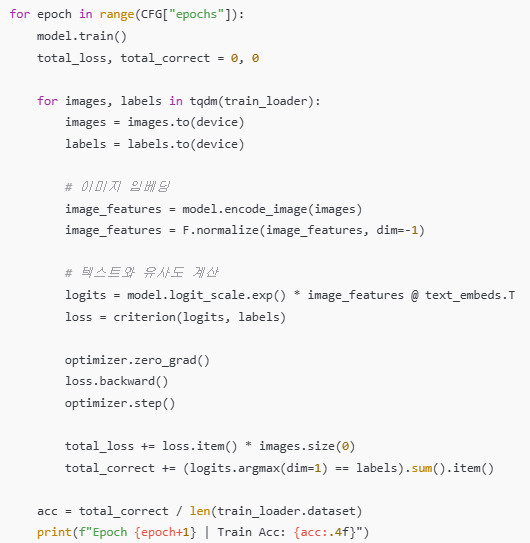 for epoch in range(CFG["epochs"]):
    model.train()
    total_loss, total_correct = 0, 0

    for images, labels in tqdm(train_loader):
        images = images.to(device)
        labels = labels.to(device)

        # 이미지 임베딩
        image_features = model.encode_image(images)
        image_features = F.normalize(image_features, dim=-1)

        # 텍스트와 유사도 계산
        logits = model.logit_scale.exp() * image_features @ text_embeds.T
        loss = criterion(logits, labels)

        optimizer.zero_grad()
        loss.backward()
        optimizer.step()

        total_loss += loss.item() * images.size(0)
        total_correct += (logits.argmax(dim=1) == labels).sum().item()

    acc = total_correct / len(train_loader.dataset)
    print(f"Epoch {epoch+1} | Train Acc: {acc:.4f}")